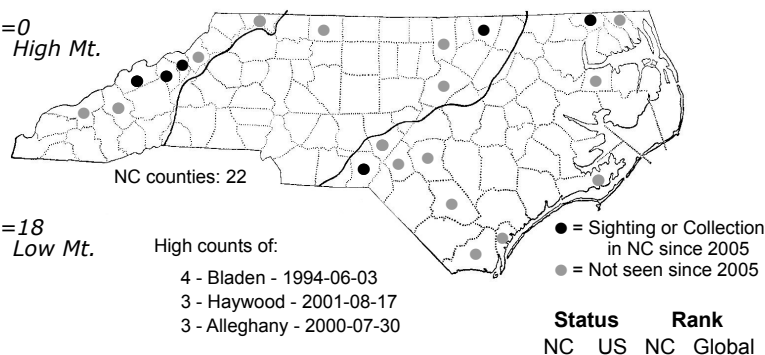 =0
High Mt.
NC counties: 22
=18
Low Mt.
High counts of:
4 - Bladen - 1994-06-03
3 - Haywood - 2001-08-17
3 - Alleghany - 2000-07-30
= Sighting or Collection
in NC since 2005
= Not seen since 2005
Status Rank
NC US NC Global